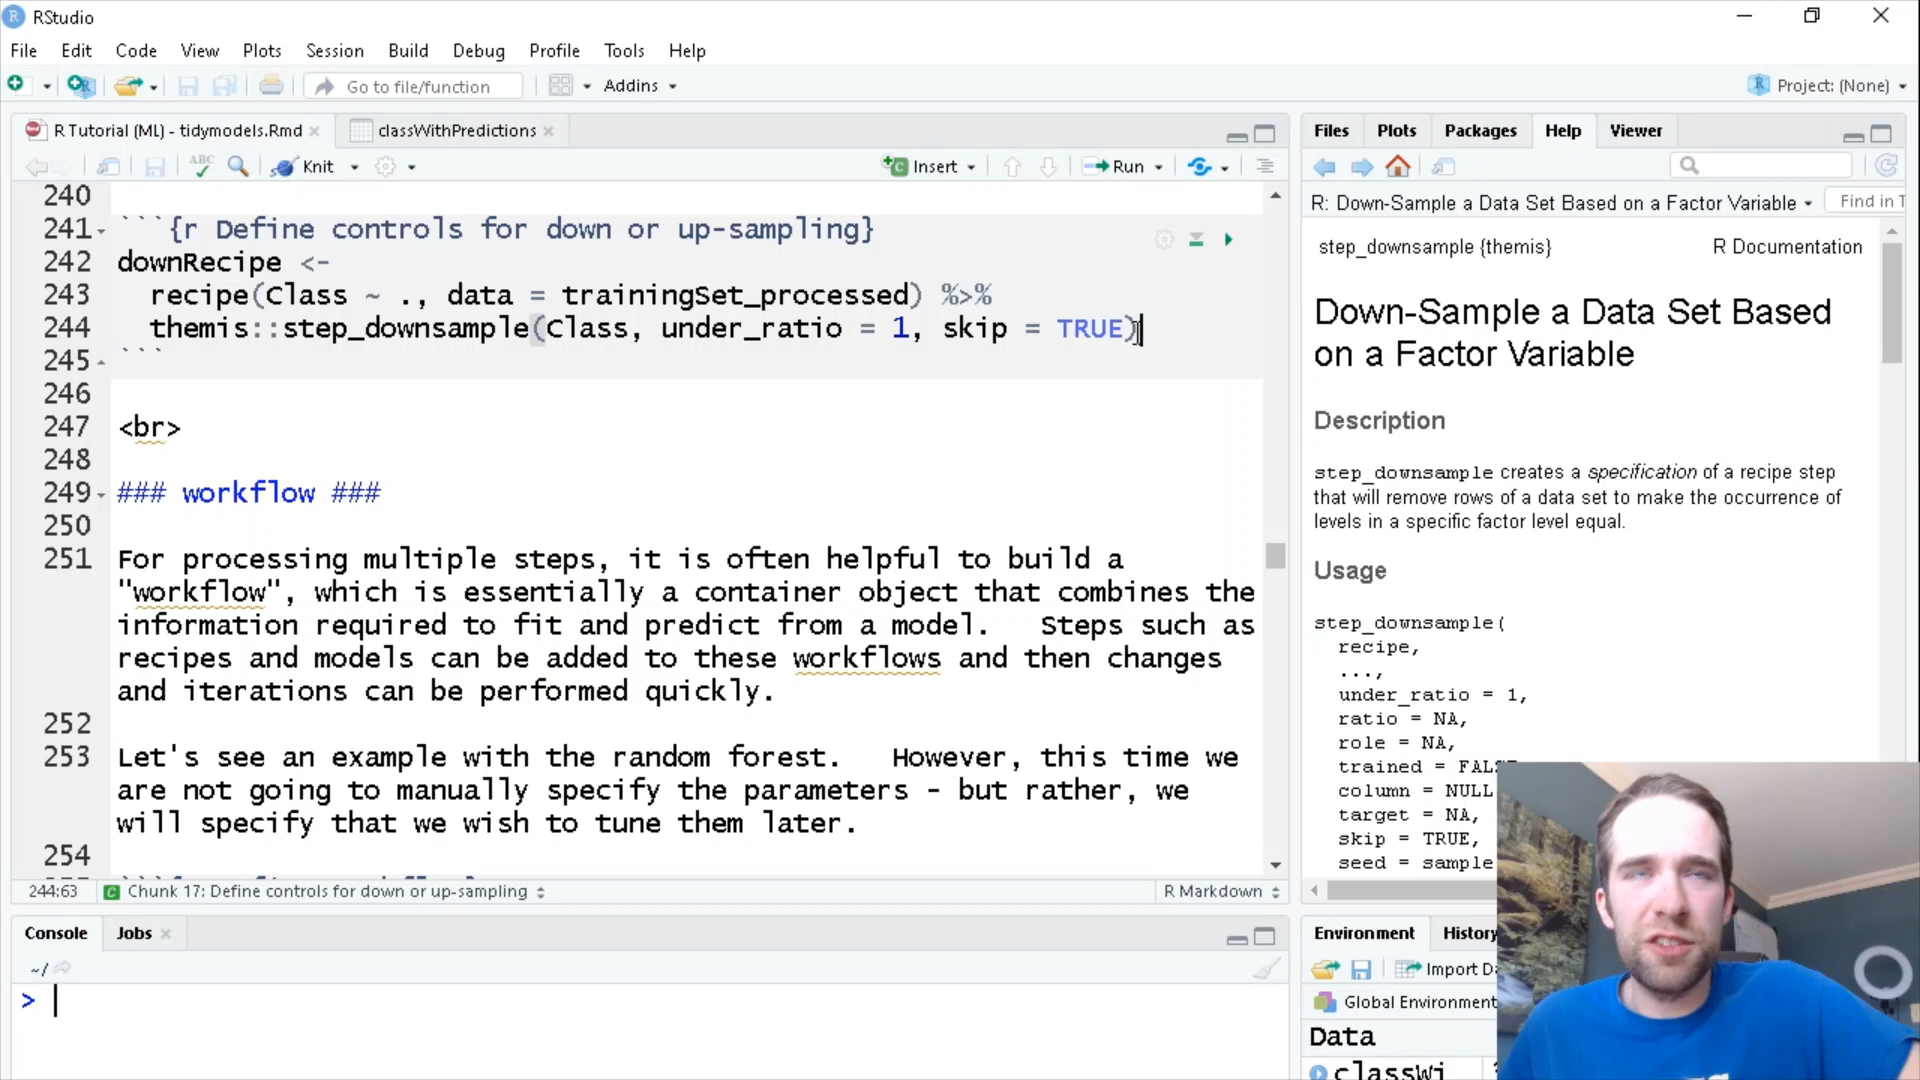 RStudio
File Edit Code View Plots Session Build Debug Profile Tools Help
Go to file/function Addins Project: (None)
R Tutorial (ML) - tidymodels.Rmd classWithPredictions
ABC Knit Insert Run
240
241 ```{r Define controls for down or up-sampling}
242 downRecipe <-
243 recipe(Class ~ ., data = trainingSet_processed) %>%
244 themis::step_downsample(Class, under_ratio = 1, skip = TRUE)
245 ```
246
247 <br>
248
249 ### workflow ###
250
251 For processing multiple steps, it is often helpful to build a
"workflow", which is essentially a container object that combines the
information required to fit and predict from a model. Steps such as
recipes and models can be added to these workflows and then changes
and iterations can be performed quickly.
252
253 Let's see an example with the random forest. However, this time we
are not going to manually specify the parameters - but rather, we
will specify that we wish to tune them later.
254
244:63 Chunk 17: Define controls for down or up-sampling R Markdown
Console Jobs
~/
>
Files Plots Packages Help Viewer
R: Down-Sample a Data Set Based on a Factor Variable Find in T
step_downsample {themis} R Documentation
Down-Sample a Data Set Based
on a Factor Variable
Description
step_downsample creates a specification of a recipe step
that will remove rows of a data set to make the occurrence of
levels in a specific factor level equal.
Usage
step_downsample(
recipe,
...,
under_ratio = 1,
ratio = NA,
role = NA,
trained = FALSE
column = NULL
target = NA,
skip = TRUE,
seed = sample
Environment History
Import Da
Global Environment
Data
classWi